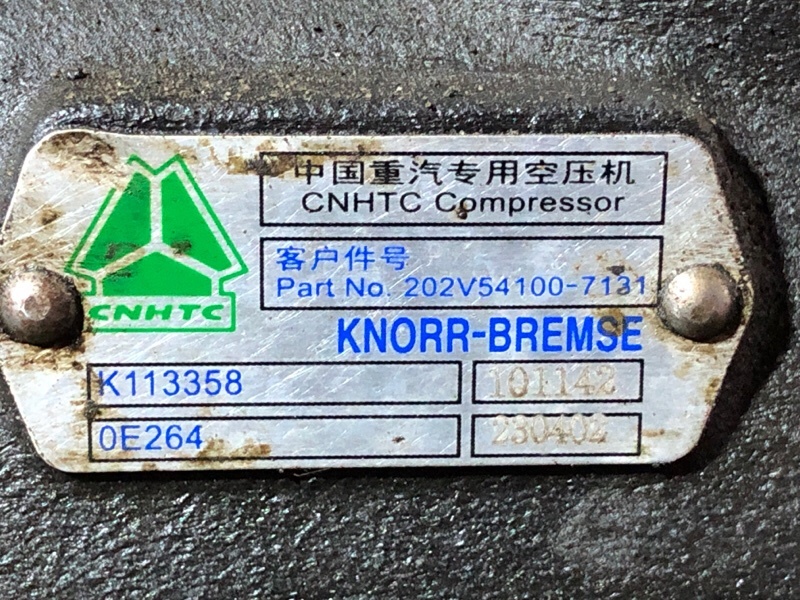 中国重汽专用空压机
CNHTC Compressor
客户件号
Part No. 202V54100-7131
CNHTC
KNORR-BREMSE
K113358
101142
0E264
230402